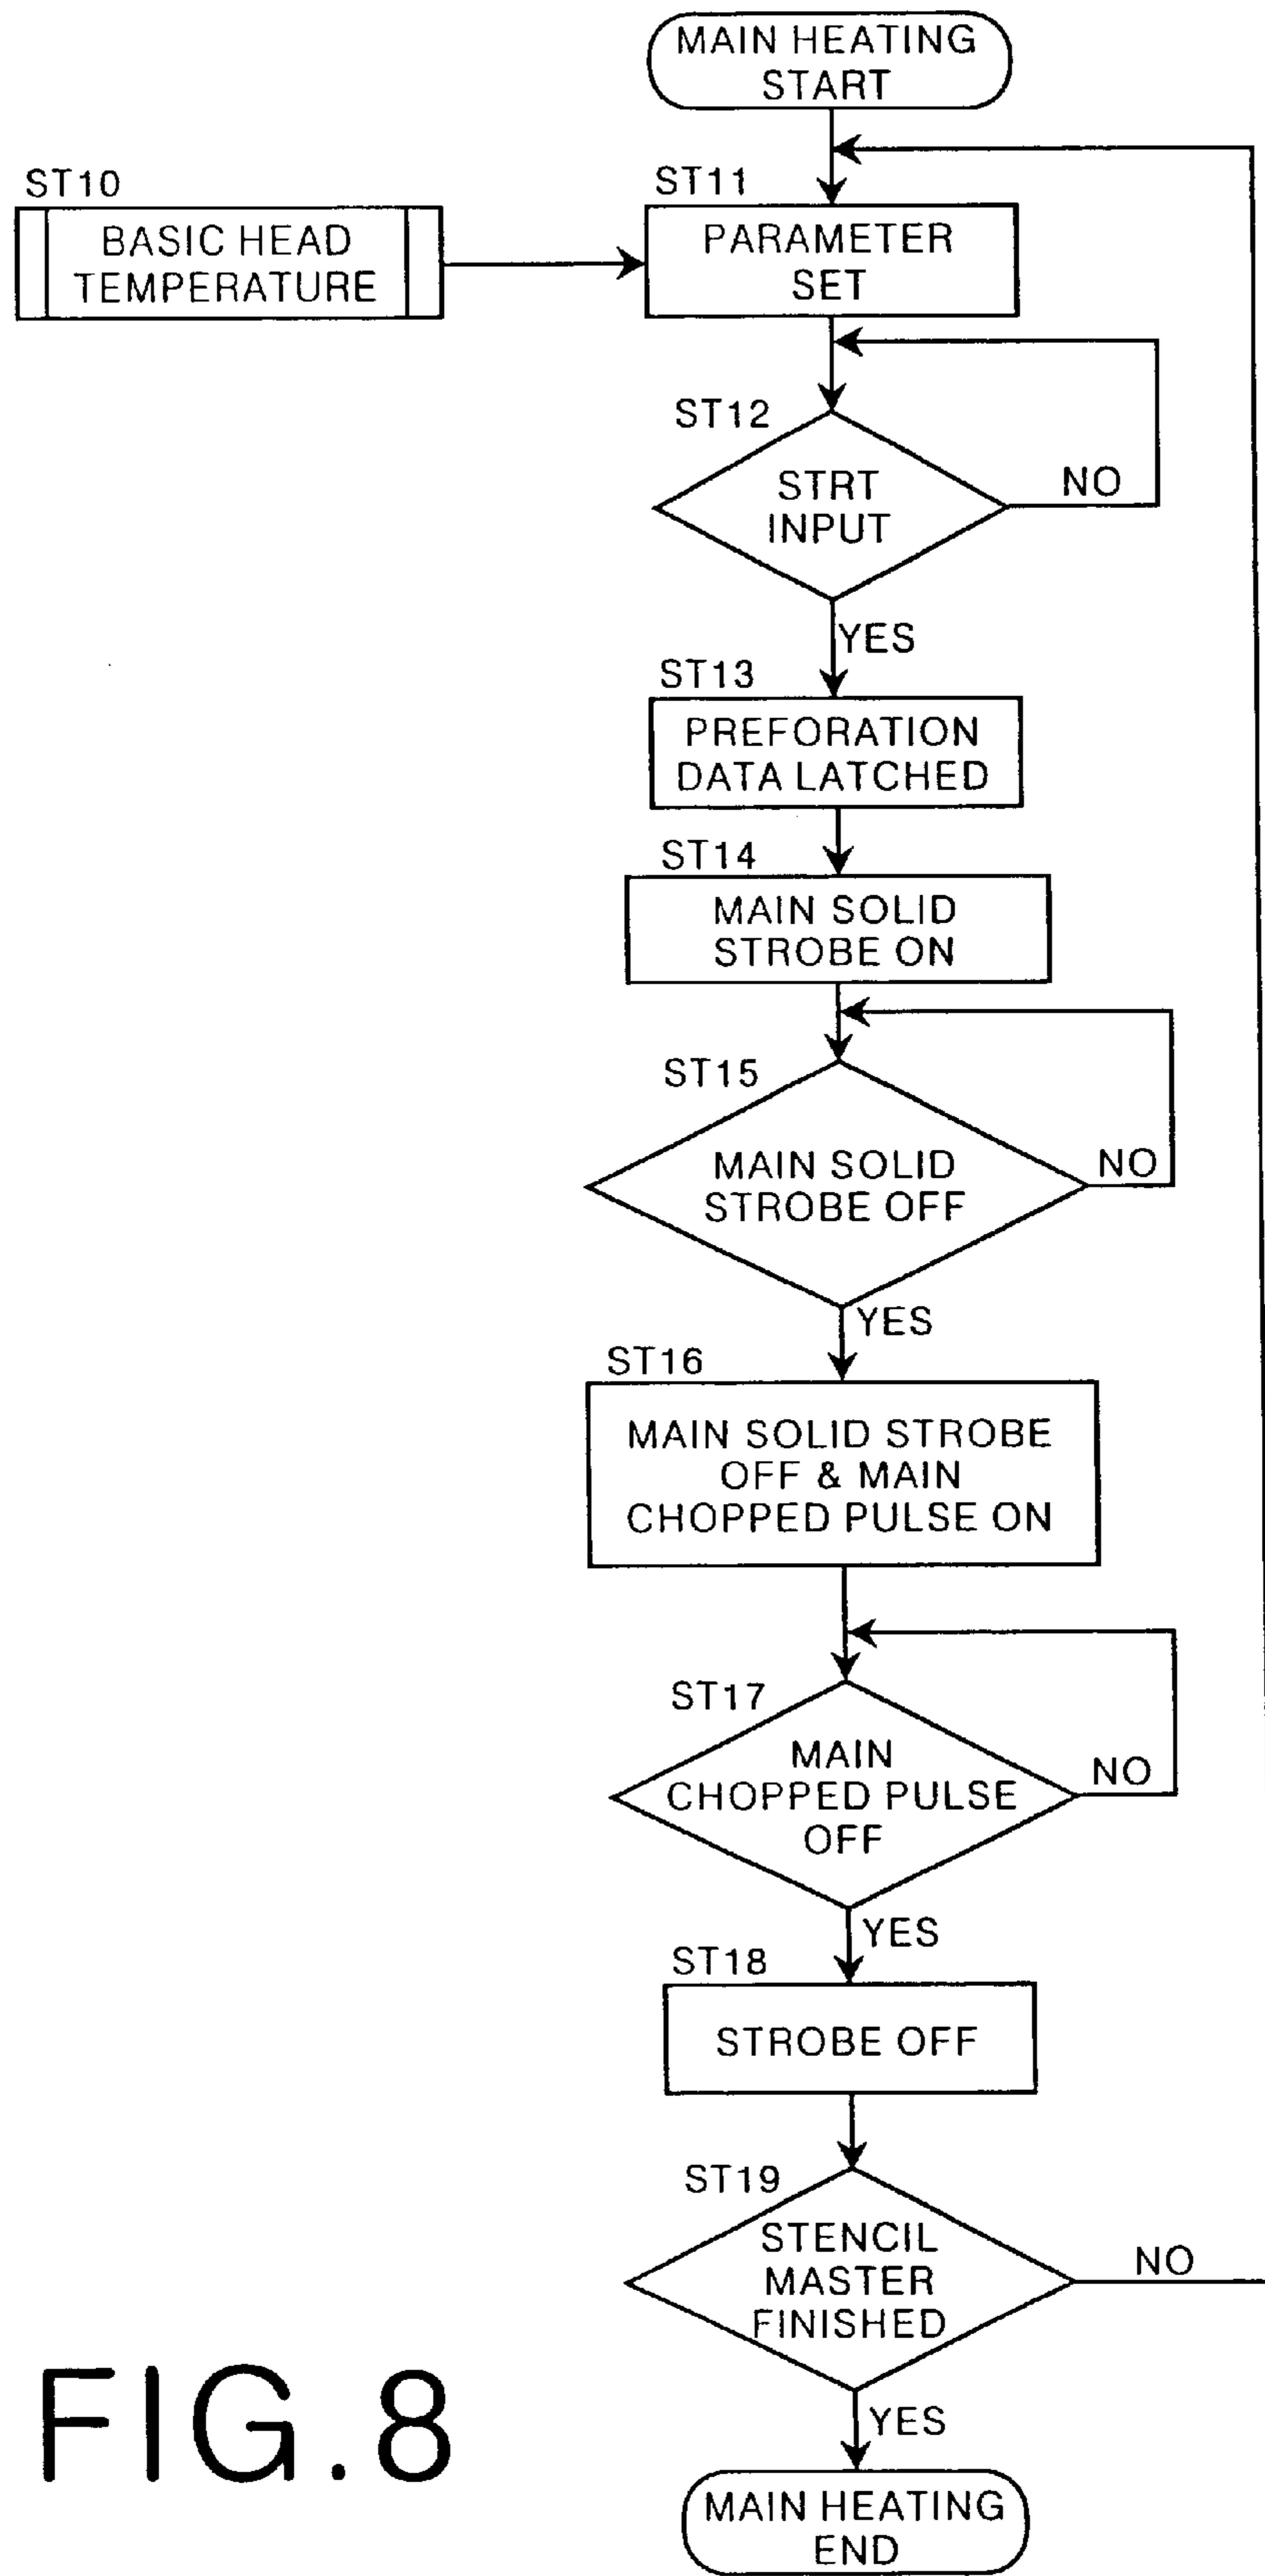 MAIN HEATING
START
ST10
BASIC HEAD
TEMPERATURE
ST11
PARAMETER
SET
ST12
STRT
INPUT
NO
YES
ST13
PREFORATION
DATA LATCHED
ST14
MAIN SOLID
STROBE ON
ST15
MAIN SOLID
STROBE OFF
NO
YES
ST16
MAIN SOLID STROBE
OFF & MAIN
CHOPPED PULSE ON
ST17
MAIN
CHOPPED PULSE
OFF
NO
YES
ST18
STROBE OFF
ST19
STENCIL
MASTER
FINISHED
NO
YES
MAIN HEATING
END
FIG.8